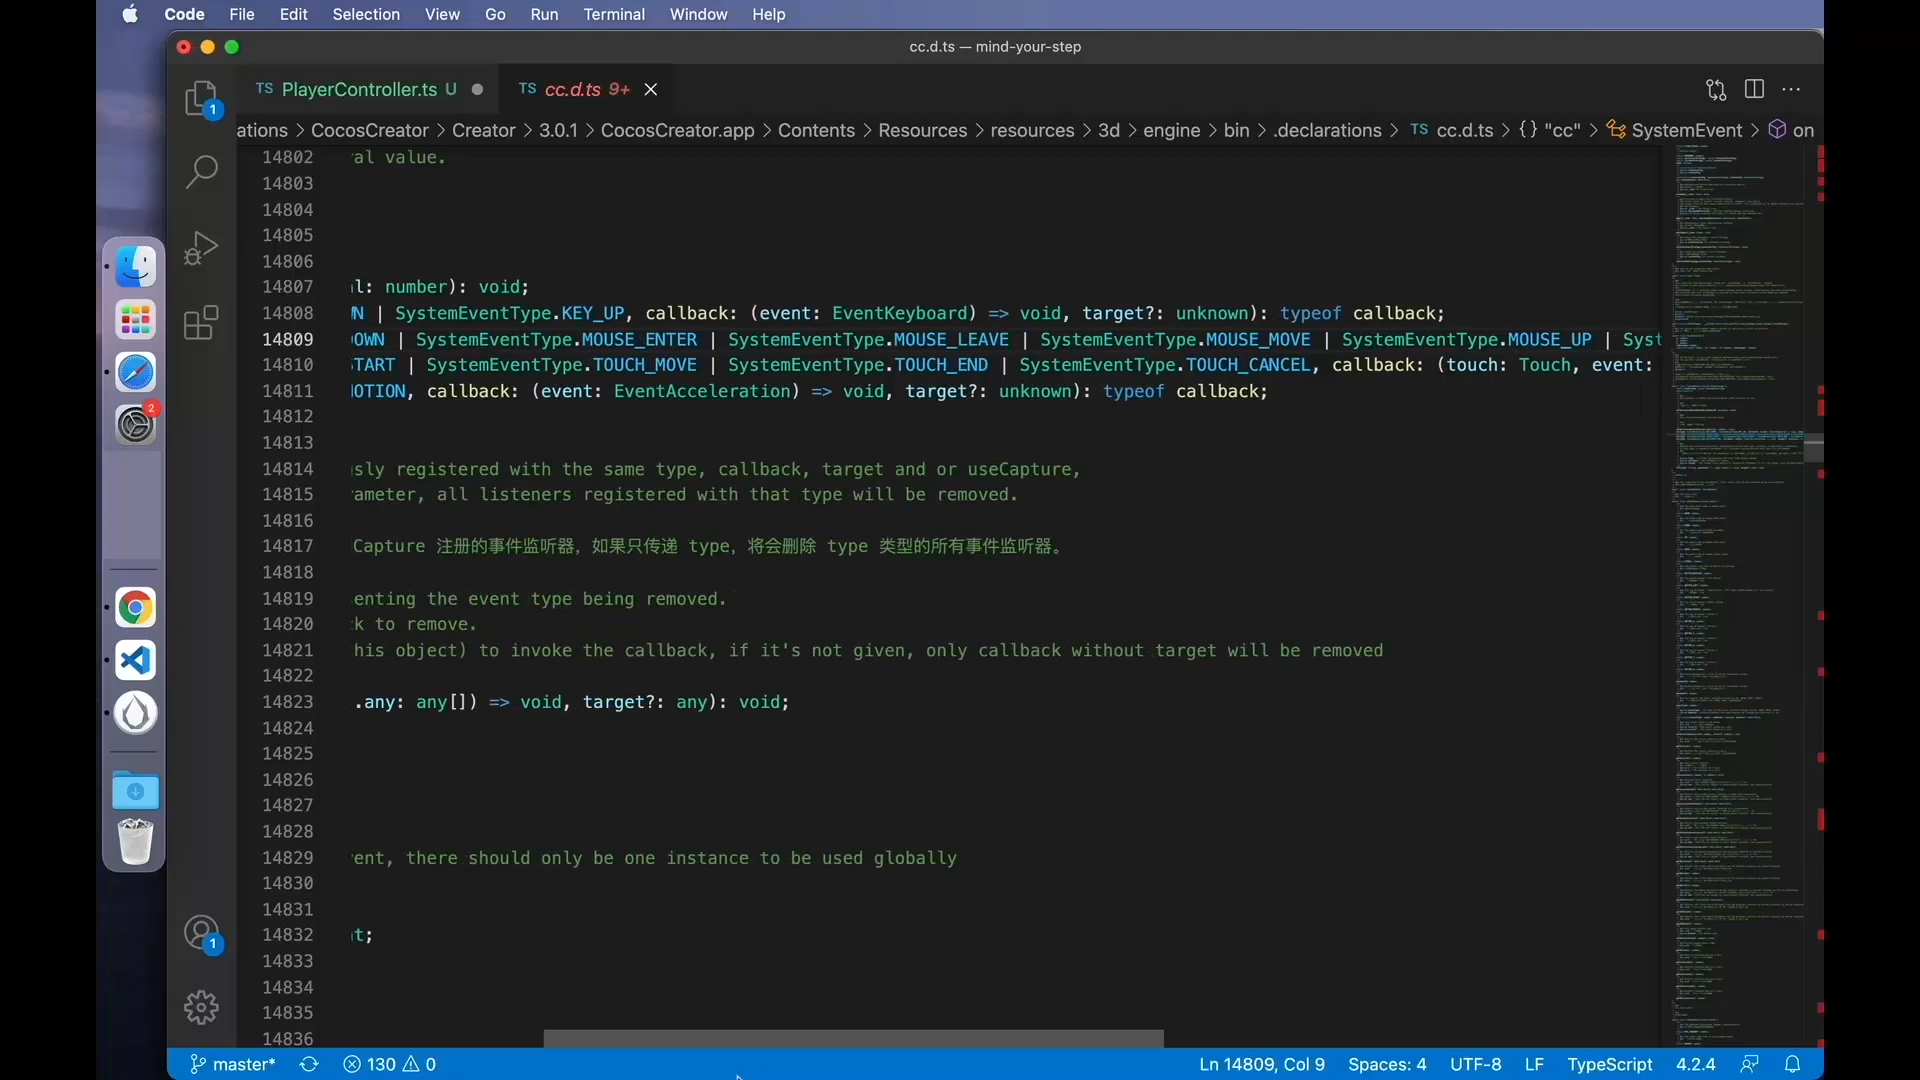 Code File Edit Selection View Go Run Terminal Window Help
cc.d.ts — mind-your-step
TS PlayerController.ts U
TS cc.d.ts 9+
ations > CocosCreator > Creator > 3.0.1 > CocosCreator.app > Contents > Resources > resources > 3d > engine > bin > .declarations > TS cc.d.ts > {} "cc" > SystemEvent > on
1
2
1
14802 al value.
14803
14804
14805
14806
14807 l: number): void;
14808 N | SystemEventType.KEY_UP, callback: (event: EventKeyboard) => void, target?: unknown): typeof callback;
14809 OWN | SystemEventType.MOUSE_ENTER | SystemEventType.MOUSE_LEAVE | SystemEventType.MOUSE_MOVE | SystemEventType.MOUSE_UP | Syst
14810 TART | SystemEventType.TOUCH_MOVE | SystemEventType.TOUCH_END | SystemEventType.TOUCH_CANCEL, callback: (touch: Touch, event:
14811 MOTION, callback: (event: EventAcceleration) => void, target?: unknown): typeof callback;
14812
14813
14814 sly registered with the same type, callback, target and or useCapture,
14815 ameter, all listeners registered with that type will be removed.
14816
14817 Capture 注册的事件监听器，如果只传递 type，将会删除 type 类型的所有事件监听器。
14818
14819 enting the event type being removed.
14820 k to remove.
14821 his object) to invoke the callback, if it's not given, only callback without target will be removed
14822
14823 .any: any[]) => void, target?: any): void;
14824
14825
14826
14827
14828
14829 ent, there should only be one instance to be used globally
14830
14831
14832 t;
14833
14834
14835
14836
master* 130 0 Ln 14809, Col 9 Spaces: 4 UTF-8 LF TypeScript 4.2.4